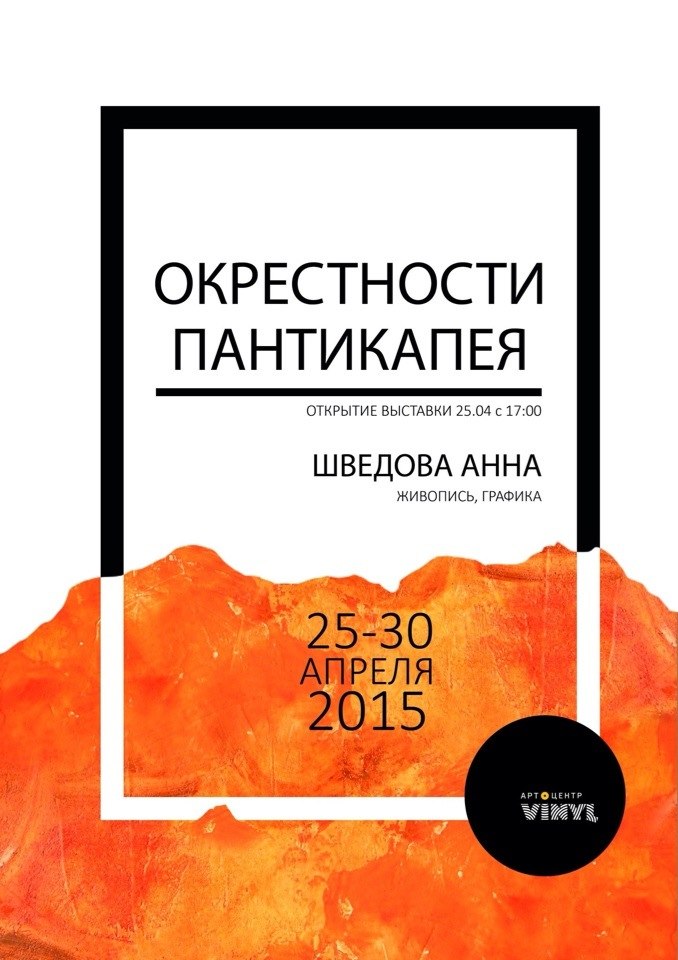 ОКРЕСТНОСТИ
ПАНТИКАПЕЯ
ОТКРЫТИЕ ВЫСТАВКИ 25.04 с 17:00
ШВЕДОВА АННА
ЖИВОПИСЬ, ГРАФИКА
25-30
АПРЕЛЯ
2015
АРТ ЦЕНТР
VINYL